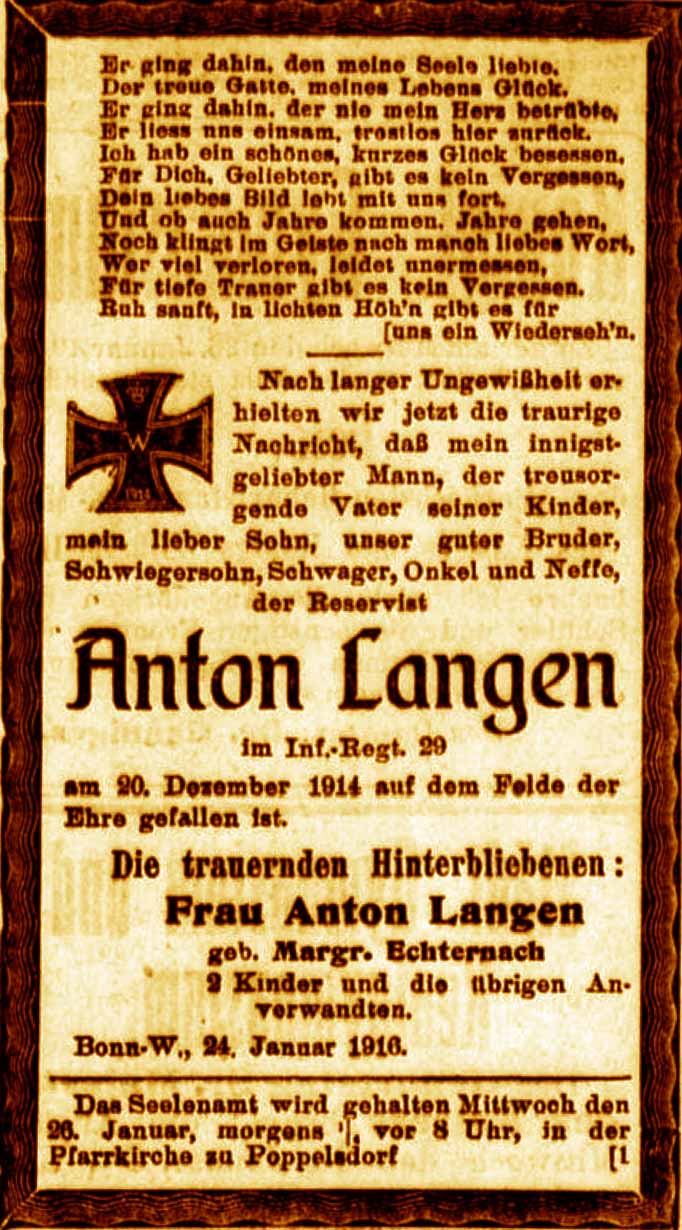 Er ging dahin, den meine Seele liebte,
Der treue Gatte, meines Lebens Glück.
Er ging dahin, der nie mein Herz betrübte,
Er liess uns einsam, trostlos hier zurück.
Ich hab ein schönes, kurzes Glück besessen,
Für Dich, Geliebter, gibt es kein Vergessen,
Dein liebes Bild lebt mit uns fort.
Und ob auch Jahre kommen, Jahre gehen,
Noch klingt im Geiste nach manch liebes Wort,
Wer viel verloren, leidet unermessen,
Für tiefe Trauer gibt es kein Vergessen.
Ruh sanft, in lichten Höh'n gibt es für
[uns ein Wiederseh'n.
W
1914
Nach langer Ungewißheit er-
hielten wir jetzt die traurige
Nachricht, daß mein innigst-
geliebter Mann, der treusor-
gende Vater seiner Kinder,
mein lieber Sohn, unser guter Bruder,
Schwiegersohn, Schwager, Onkel und Neffe,
der Reservist
Anton Langen
im Inf.-Regt. 29
am 20. Dezember 1914 auf dem Felde der
Ehre gefallen ist.
Die trauernden Hinterbliebenen:
Frau Anton Langen
geb. Margr. Echternach
2 Kinder und die übrigen An-
verwandten.
Bonn-W., 24. Januar 1916.
Das Seelenamt wird gehalten Mittwoch den
26. Januar, morgens vor 8 Uhr, in der
Pfarrkirche zu Poppelsdorf [1